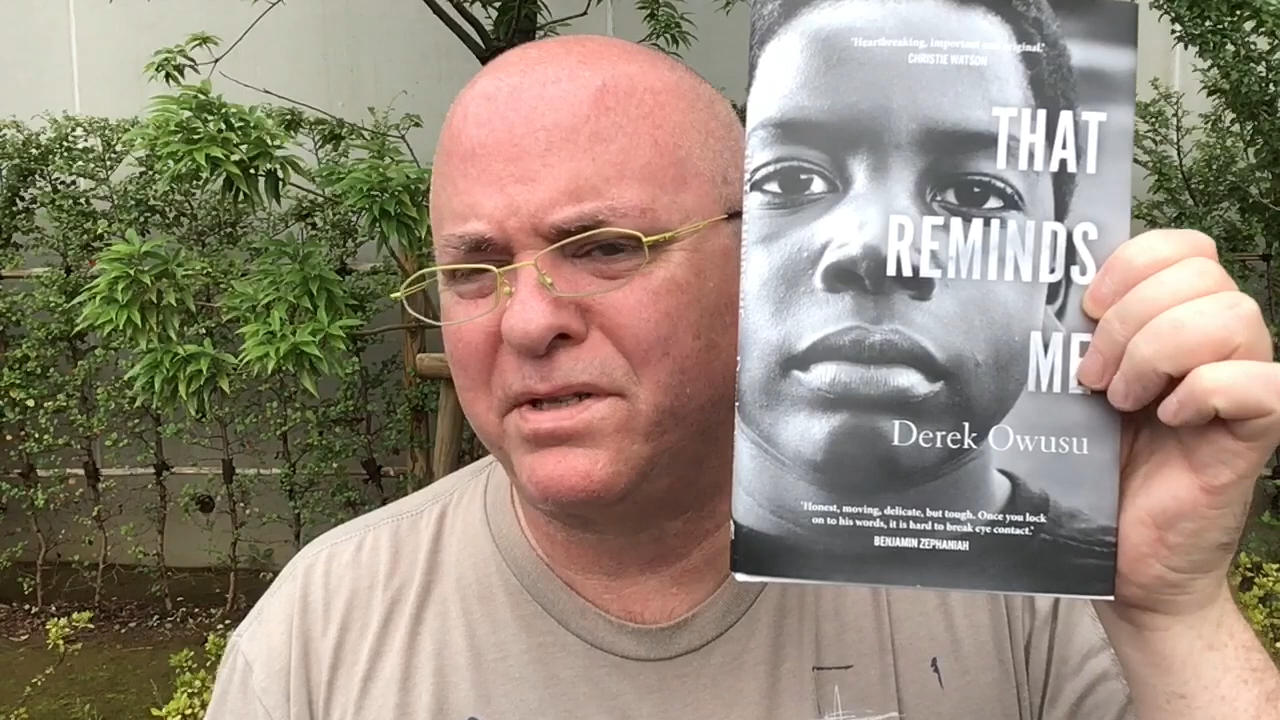 'Heartbreaking, important and original.'
CHRISTIE WATSON
THAT
REMINDS
ME
Derek Owusu
'Honest, moving, delicate, but tough. Once you lock
on to his words, it is hard to break eye contact.'
BENJAMIN ZEPHANIAH